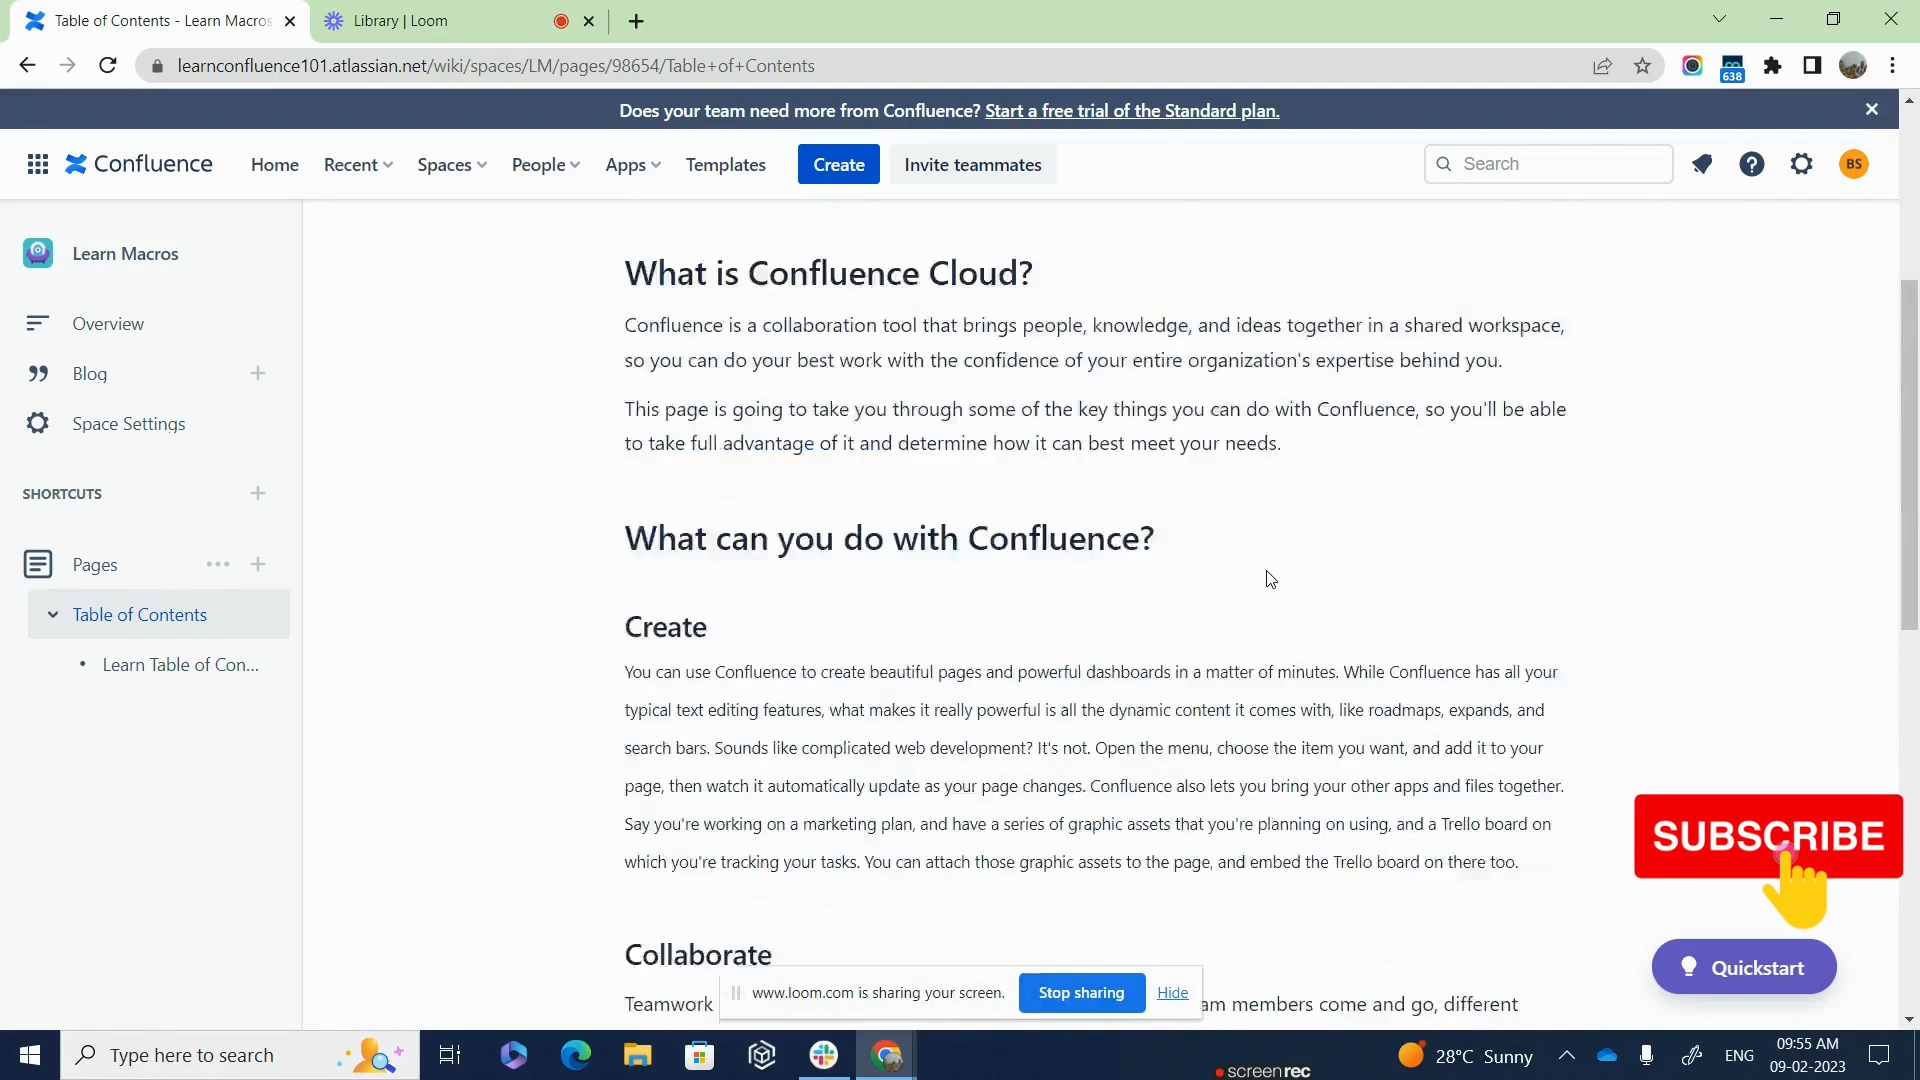 Table of Contents - Learn Macros
Library | Loom
learnconfluence101.atlassian.net/wiki/spaces/LM/pages/98654/Table+of+Contents
638
Does your team need more from Confluence? Start a free trial of the Standard plan.
Confluence
Home
Recent
Spaces
People
Apps
Templates
Create
Invite teammates
Search
BS
Learn Macros
Overview
Blog
Space Settings
SHORTCUTS
Pages
Table of Contents
Learn Table of Con...
What is Confluence Cloud?
Confluence is a collaboration tool that brings people, knowledge, and ideas together in a shared workspace,
so you can do your best work with the confidence of your entire organization's expertise behind you.
This page is going to take you through some of the key things you can do with Confluence, so you'll be able
to take full advantage of it and determine how it can best meet your needs.
What can you do with Confluence?
Create
You can use Confluence to create beautiful pages and powerful dashboards in a matter of minutes. While Confluence has all your
typical text editing features, what makes it really powerful is all the dynamic content it comes with, like roadmaps, expands, and
search bars. Sounds like complicated web development? It's not. Open the menu, choose the item you want, and add it to your
page, then watch it automatically update as your page changes. Confluence also lets you bring your other apps and files together.
Say you're working on a marketing plan, and have a series of graphic assets that you're planning on using, and a Trello board on
which you're tracking your tasks. You can attach those graphic assets to the page, and embed the Trello board on there too.
Collaborate
Teamwork am members come and go, different
www.loom.com is sharing your screen.
Stop sharing
Hide
SUBSCRIBE
Quickstart
Type here to search
screenrec
28°C Sunny
ENG
09:55 AM
09-02-2023